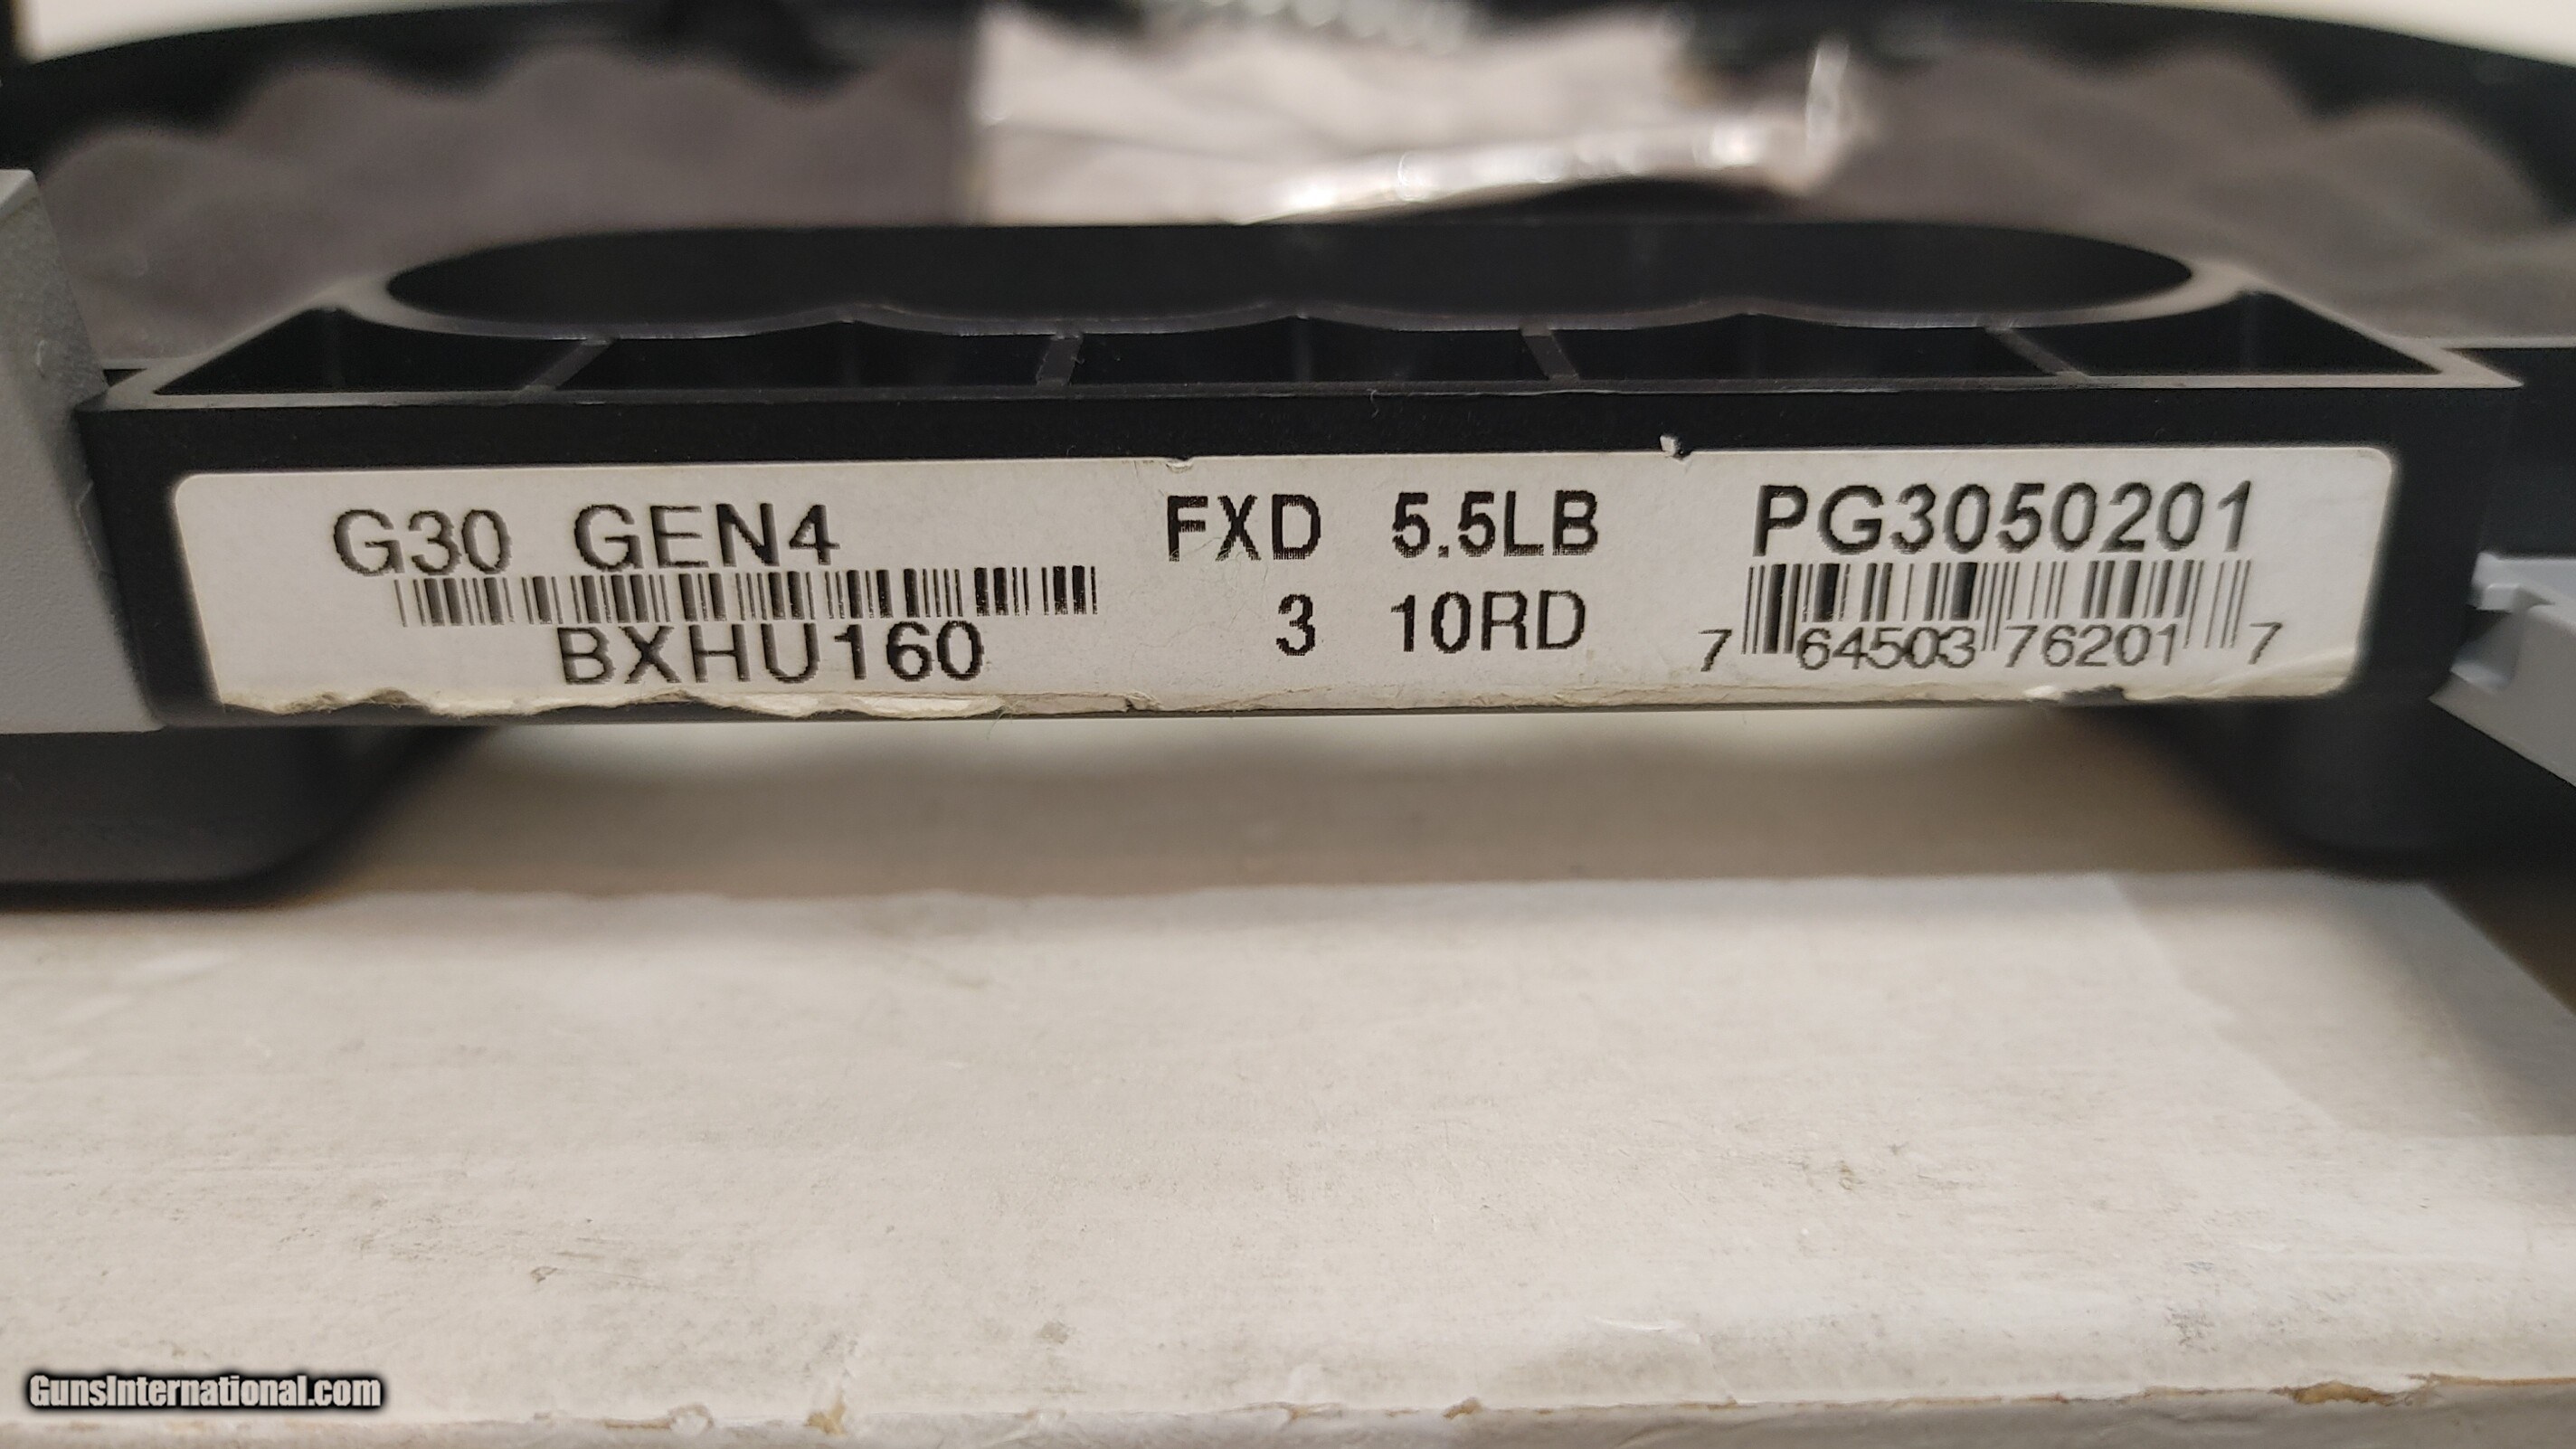 G30 GEN4 FXD 5.5LB PG3050201
BXHU160 3 10RD 7 64503 76201 7
GunsInternational.com